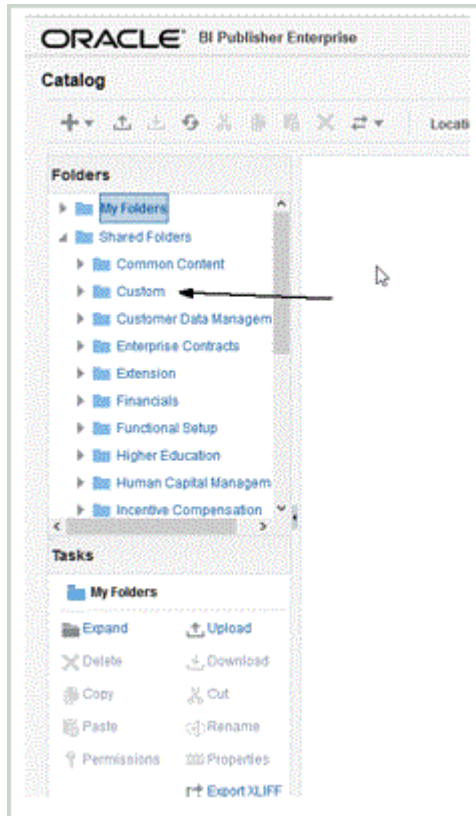 ORACLE BI Publisher Enterprise
Catalog
Locati
Folders
My Folders
Shared Folders
Common Content
Custom
Customer Data Managem
Enterprise Contracts
Extension
Financials
Functional Setup
Higher Education
Human Capital Managem
Incentive Compensation
Tasks
My Folders
Expand Upload
Delete Download
Copy Cut
Paste Rename
Permissions Properties
Export XLIFF